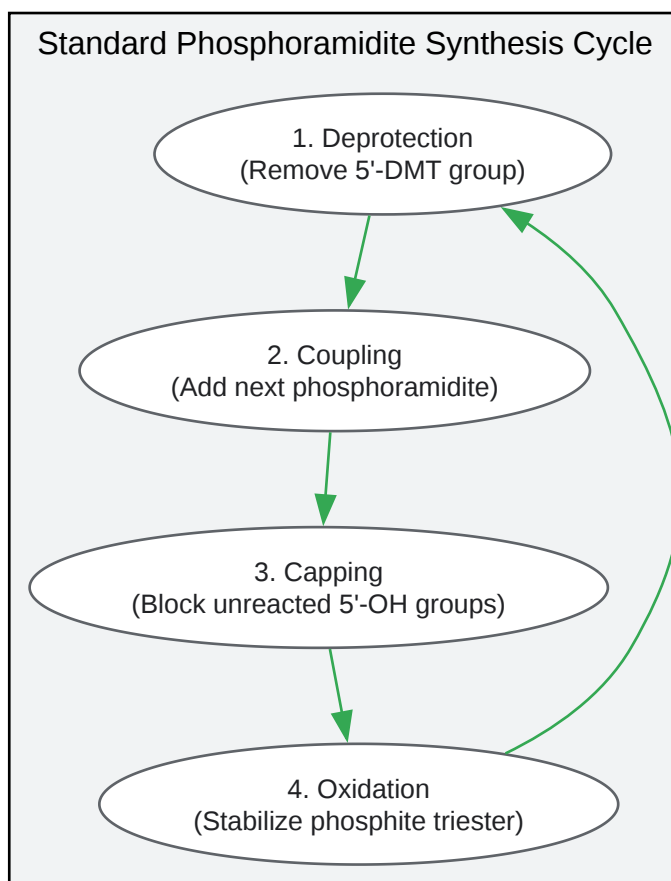 Standard Phosphoramidite Synthesis Cycle
1. Deprotection
(Remove 5'-DMT group)
2. Coupling
(Add next phosphoramidite)
3. Capping
(Block unreacted 5'-OH groups)
4. Oxidation
(Stabilize phosphite triester)